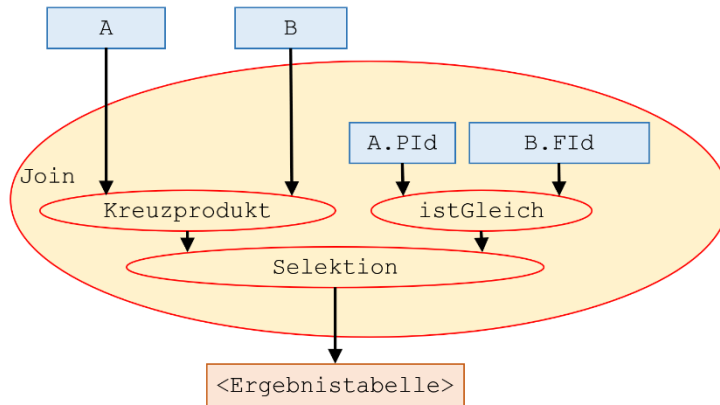 A
B
A.PId
B.FId
Join
Kreuzprodukt
istGleich
Selektion
<Ergebnistabelle>